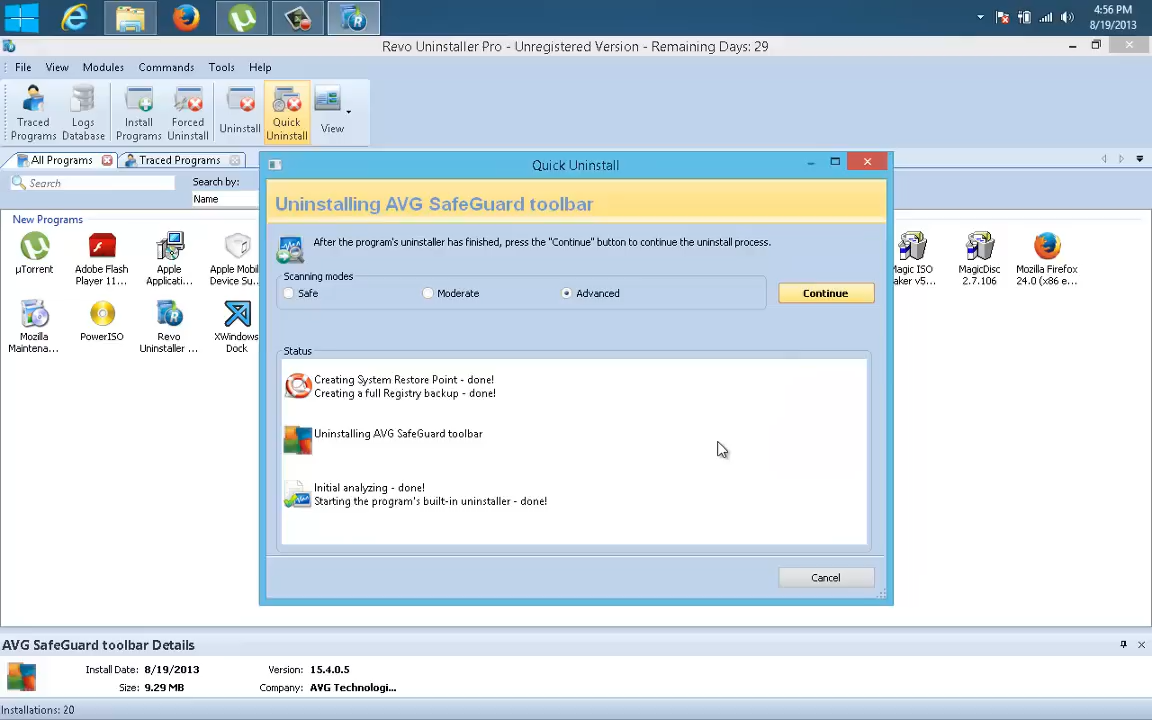 4:56 PM
8/19/2013
Revo Uninstaller Pro - Unregistered Version - Remaining Days: 29
File View Modules Commands Tools Help
Traced Programs
Logs Database
Install Programs
Forced Uninstall
Uninstall
Quick Uninstall
View
All Programs
Traced Programs
Search
Search by:
Name
New Programs
µTorrent
Adobe Flash Player 11...
Apple Applicati...
Apple Mobi Device Su...
Magic ISO aker v5...
MagicDisc 2.7.106
Mozilla Firefox 24.0 (x86 e...
Mozilla Maintena...
PowerISO
Revo Uninstaller ...
XWindows Dock
Quick Uninstall
Uninstalling AVG SafeGuard toolbar
After the program's uninstaller has finished, press the "Continue" button to continue the uninstall process.
Scanning modes
Safe Moderate Advanced
Continue
Status
Creating System Restore Point - done!
Creating a full Registry backup - done!
Uninstalling AVG SafeGuard toolbar
Initial analyzing - done!
Starting the program's built-in uninstaller - done!
Cancel
AVG SafeGuard toolbar Details
Install Date: 8/19/2013 Version: 15.4.0.5
Size: 9.29 MB Company: AVG Technologi...
Installations: 20